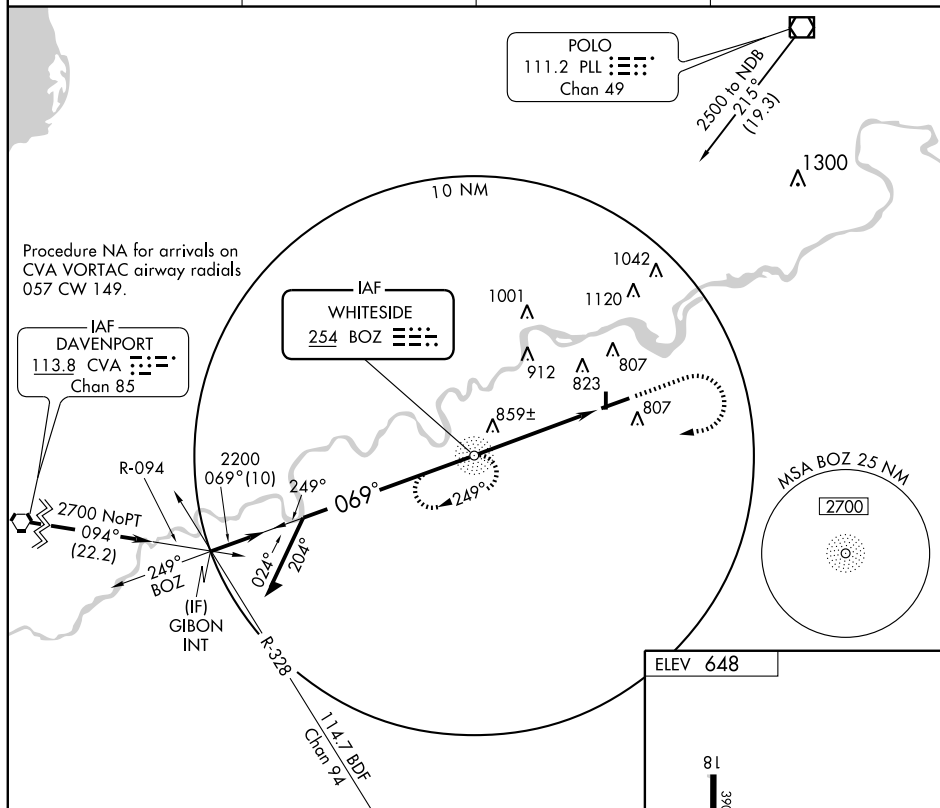 POLO
111.2 PLL
Chan 49
2500 to NDB
215°
(19.3)
1300
10 NM
Procedure NA for arrivals on
CVA VORTAC airway radials
057 CW 149.
IAF
WHITESIDE
254 BOZ
1042
1120
1001
912
823
807
807
859±
IAF
DAVENPORT
113.8 CVA
Chan 85
R-094
2200
069° (10)
249°
069°
249°
2700 NoPT
094°
(22.2)
024°
204°
249°
BOZ
(IF)
GIBON
INT
R-328
114.7 BDF
Chan 94
MSA BOZ 25 NM
2700
ELEV 648
18